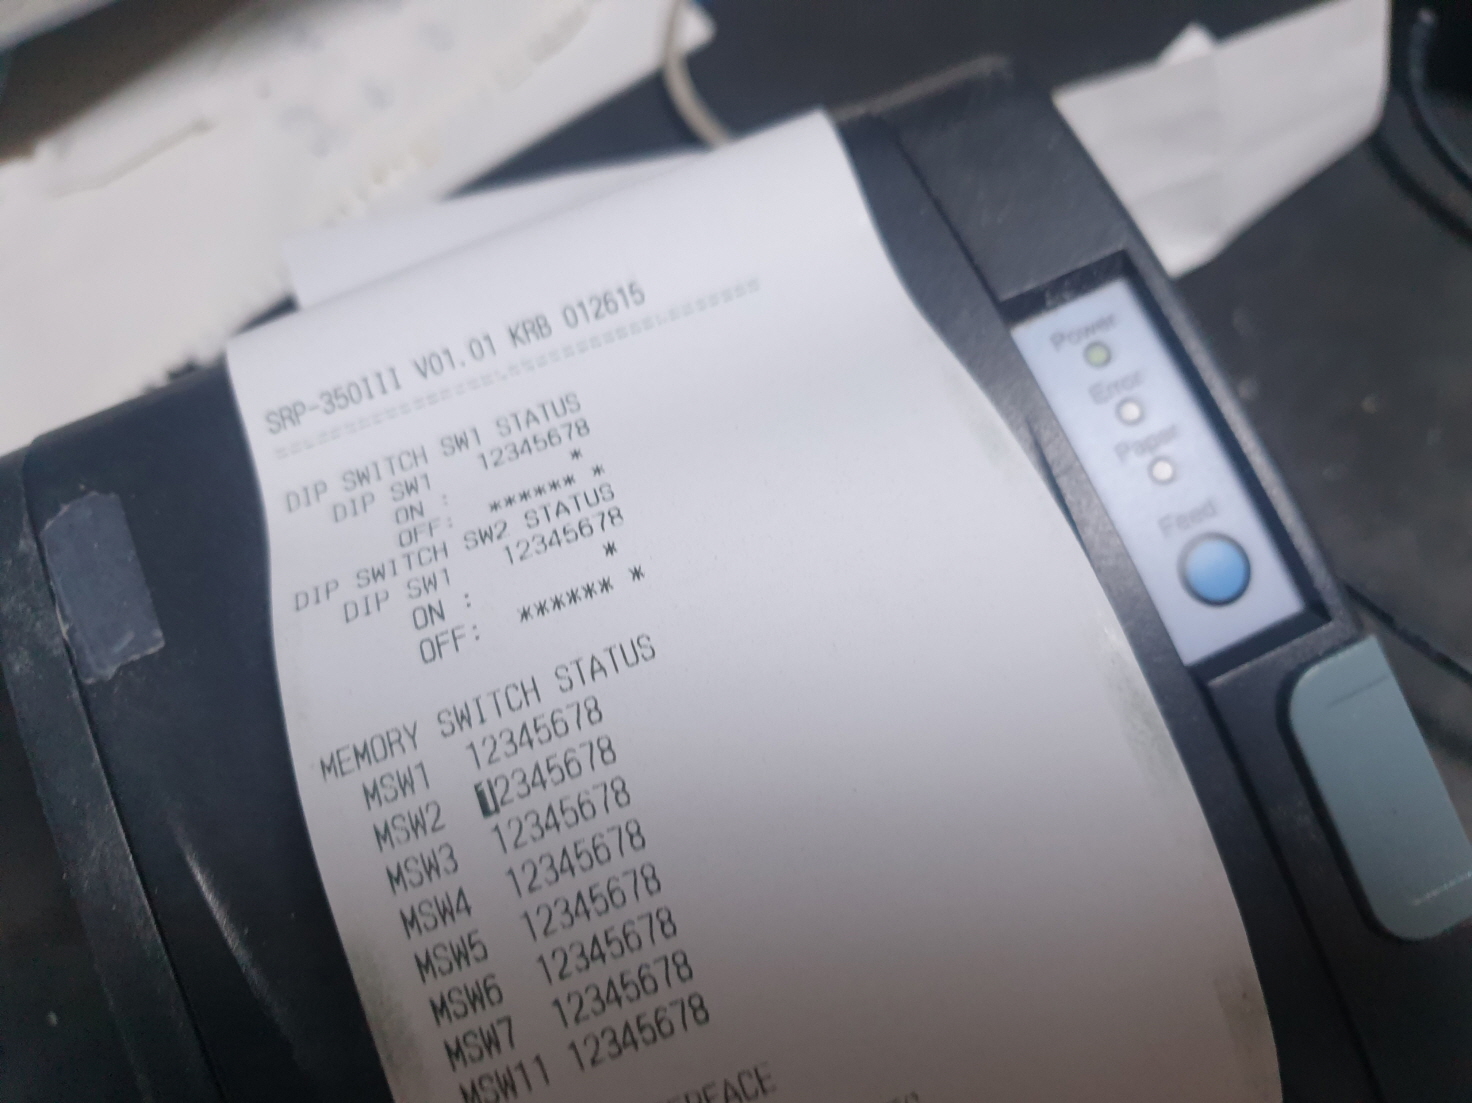 SRP-350III V01.01 KRB 012615
================================
DIP SWITCH SW1 STATUS
DIP SW1 12345678
ON : *
OFF: ****** *
DIP SWITCH SW2 STATUS
DIP SW1 12345678
ON : *
OFF: ****** *
MEMORY SWITCH STATUS
MSW1 12345678
MSW2 12345678
MSW3 12345678
MSW4 12345678
MSW5 12345678
MSW6 12345678
MSW7 12345678
MSW11 12345678
Power
Error
Paper
Feed